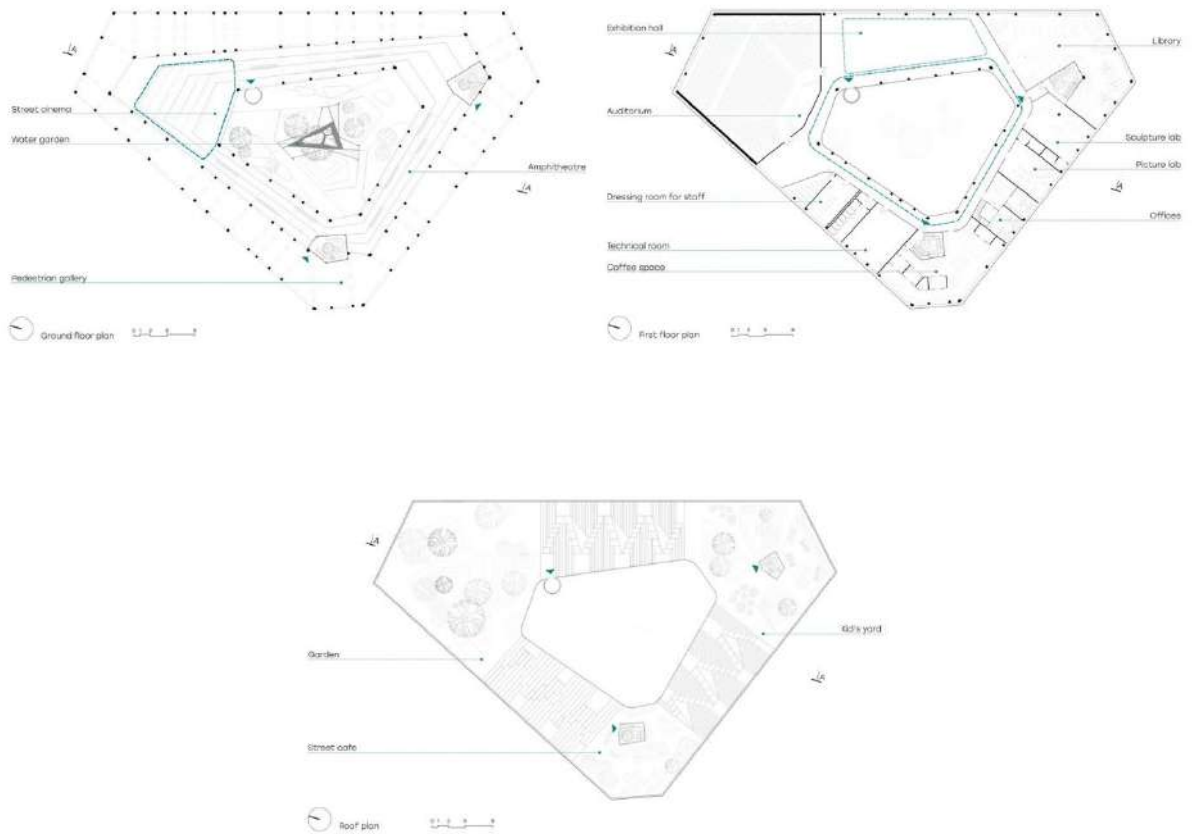 A
Street cinema
Water garden
Amphitheatre
A
Pedestrian gallery
Ground floor plan
Exhibition hall
A
Library
Auditorium
Sculpture lab
Picture lab
A
Dressing room for staff
Offices
Technical room
Coffee space
First floor plan
A
Kid's yard
Garden
A
Street cafe
Roof plan